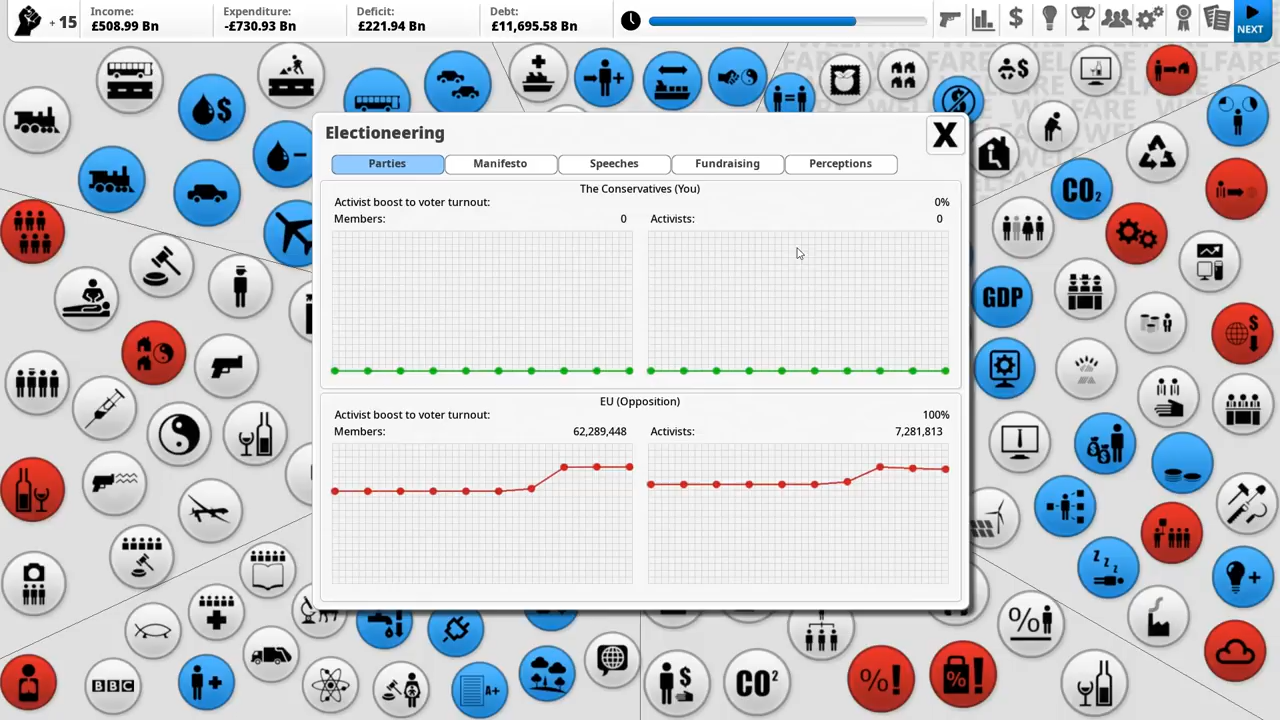 + 15
Income: Expenditure: Deficit: Debt:
£508.99 Bn -£730.93 Bn £221.94 Bn £11,695.58 Bn
$
NEXT
WELFARE
Electioneering
X
Parties Manifesto Speeches Fundraising Perceptions
The Conservatives (You)
Activist boost to voter turnout: 0%
Members: 0 Activists: 0
EU (Opposition)
Activist boost to voter turnout: 100%
Members: 62,289,448 Activists: 7,281,813
CO₂
GDP
BBC
A+
CO²
%!
%